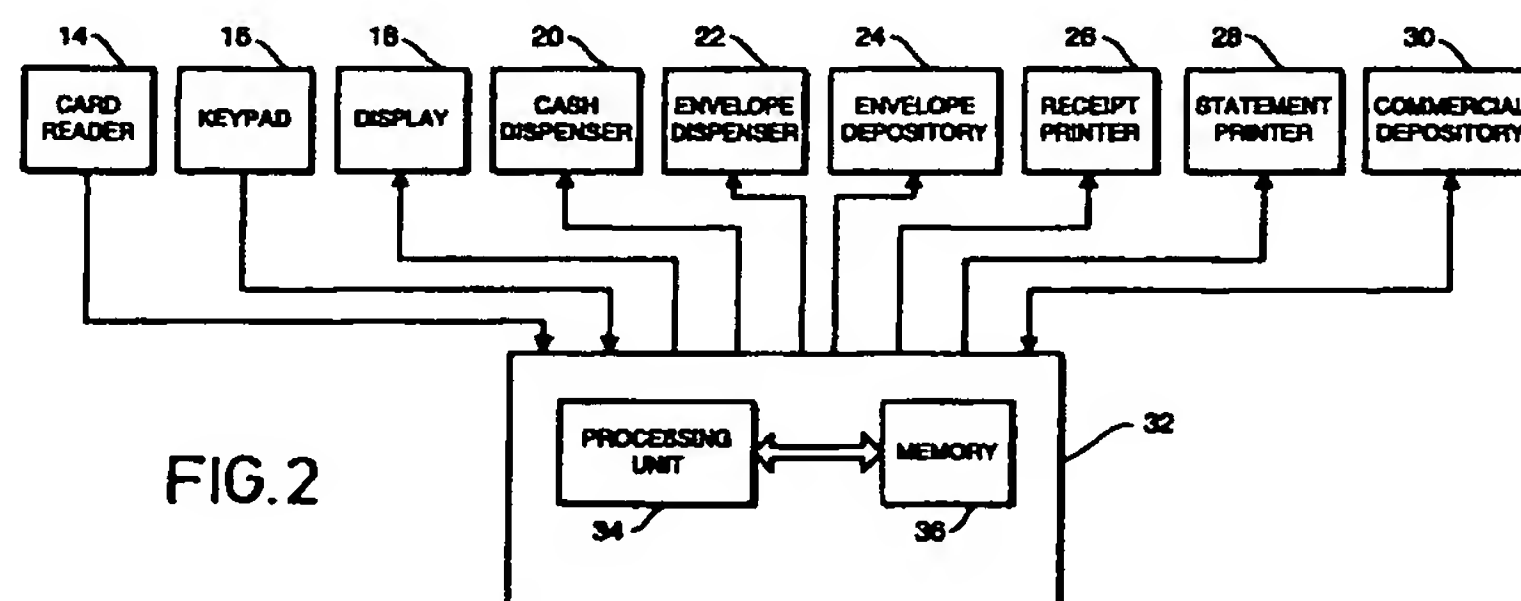 14 16 18 20 22 24 26 28 30
CARD
READER
KEYPAD
DISPLAY
CASH
DISPENSER
ENVELOPE
DISPENSER
ENVELOPE
DEPOSITORY
RECEIPT
PRINTER
STATEMENT
PRINTER
COMMERCIAL
DEPOSITORY
PROCESSING
UNIT
MEMORY
32
34
36
FIG.2